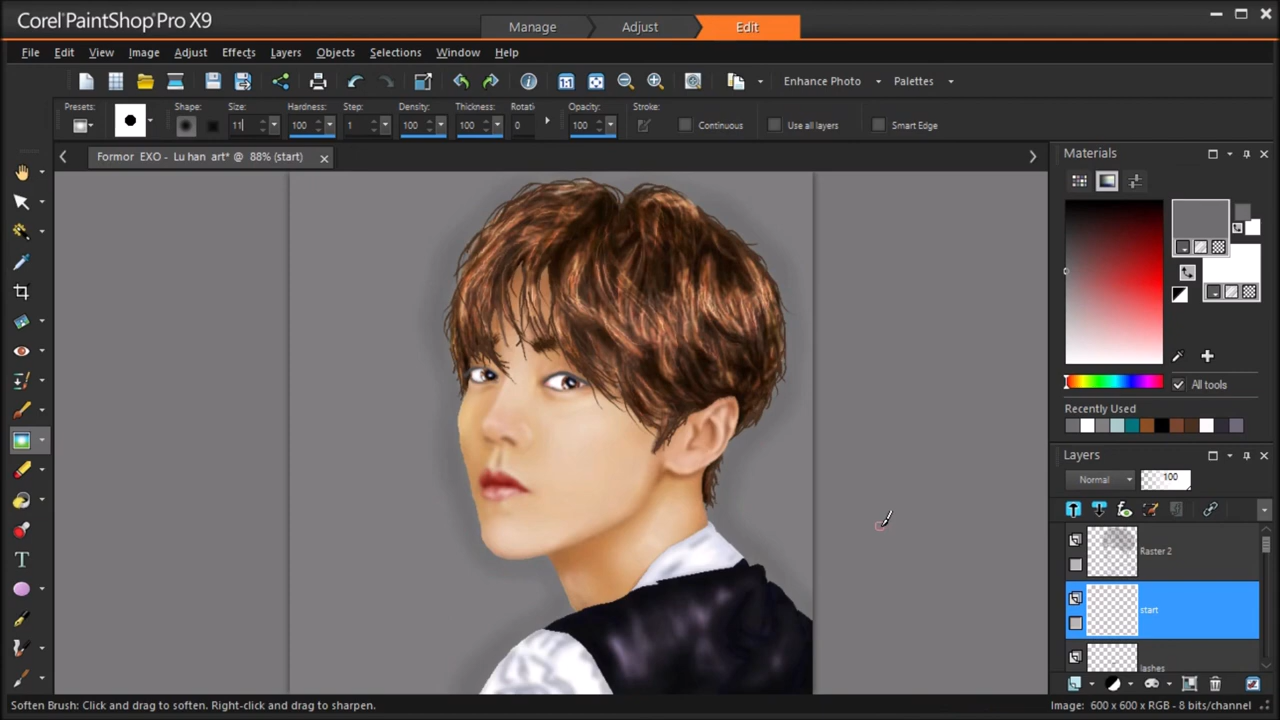 Corel PaintShop Pro X9
Manage Adjust Edit
File Edit View Image Adjust Effects Layers Objects Selections Window Help
Enhance Photo Palettes
Presets: Shape: Size: Hardness: Step: Density: Thickness: Rotati Opacity: Stroke:
11 100 1 100 100 0 100 Continuous Use all layers Smart Edge
Formor EXO - Lu han art* @ 88% (start)
Materials
All tools
Recently Used
Layers
Normal 100
Raster 2
start
lashes
T
Soften Brush: Click and drag to soften. Right-click and drag to sharpen.
Image: 600 x 600 x RGB - 8 bits/channel